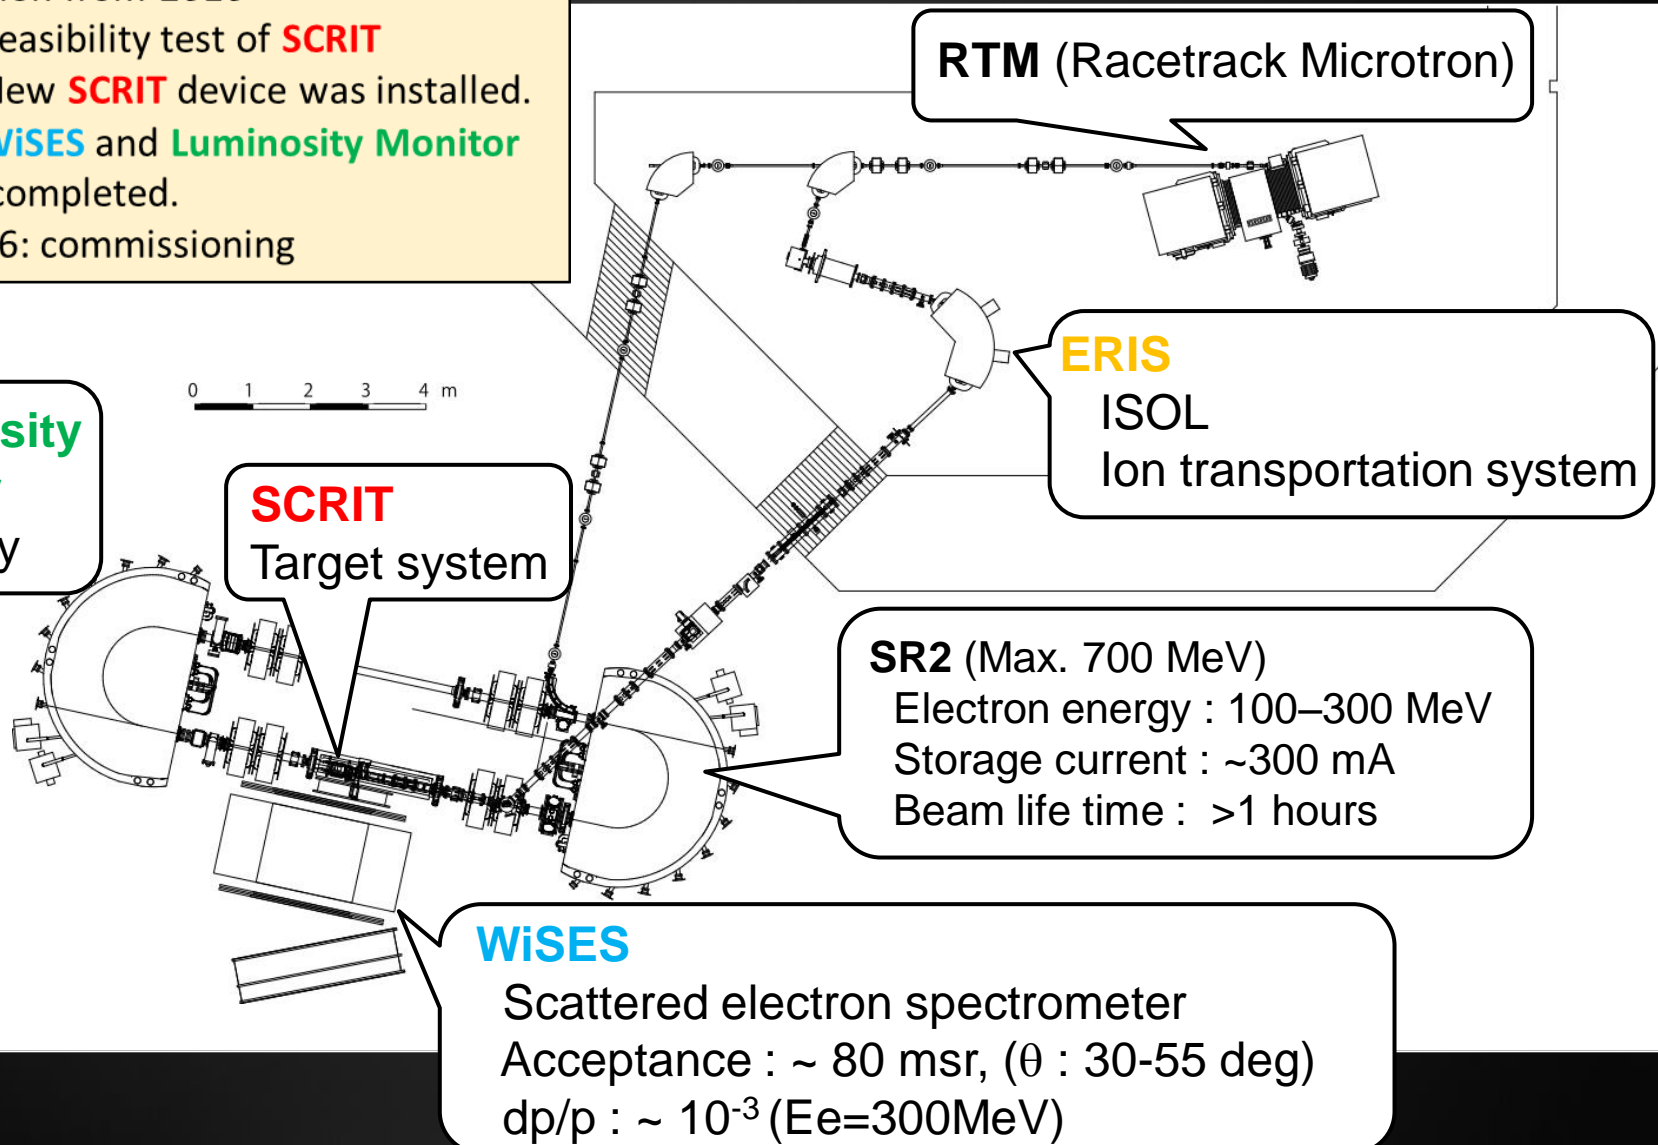 easibility test of SCRIT
New SCRIT device was installed.
WiSES and Luminosity Monitor
completed.
6: commissioning
RTM (Racetrack Microtron)
ERIS
ISOL
Ion transportation system
0 1 2 3 4 m
sity
y
SCRIT
Target system
SR2 (Max. 700 MeV)
Electron energy : 100–300 MeV
Storage current : ~300 mA
Beam life time : >1 hours
WiSES
Scattered electron spectrometer
Acceptance : ~ 80 msr, (θ : 30-55 deg)
dp/p : ~ 10⁻³ (Ee=300MeV)